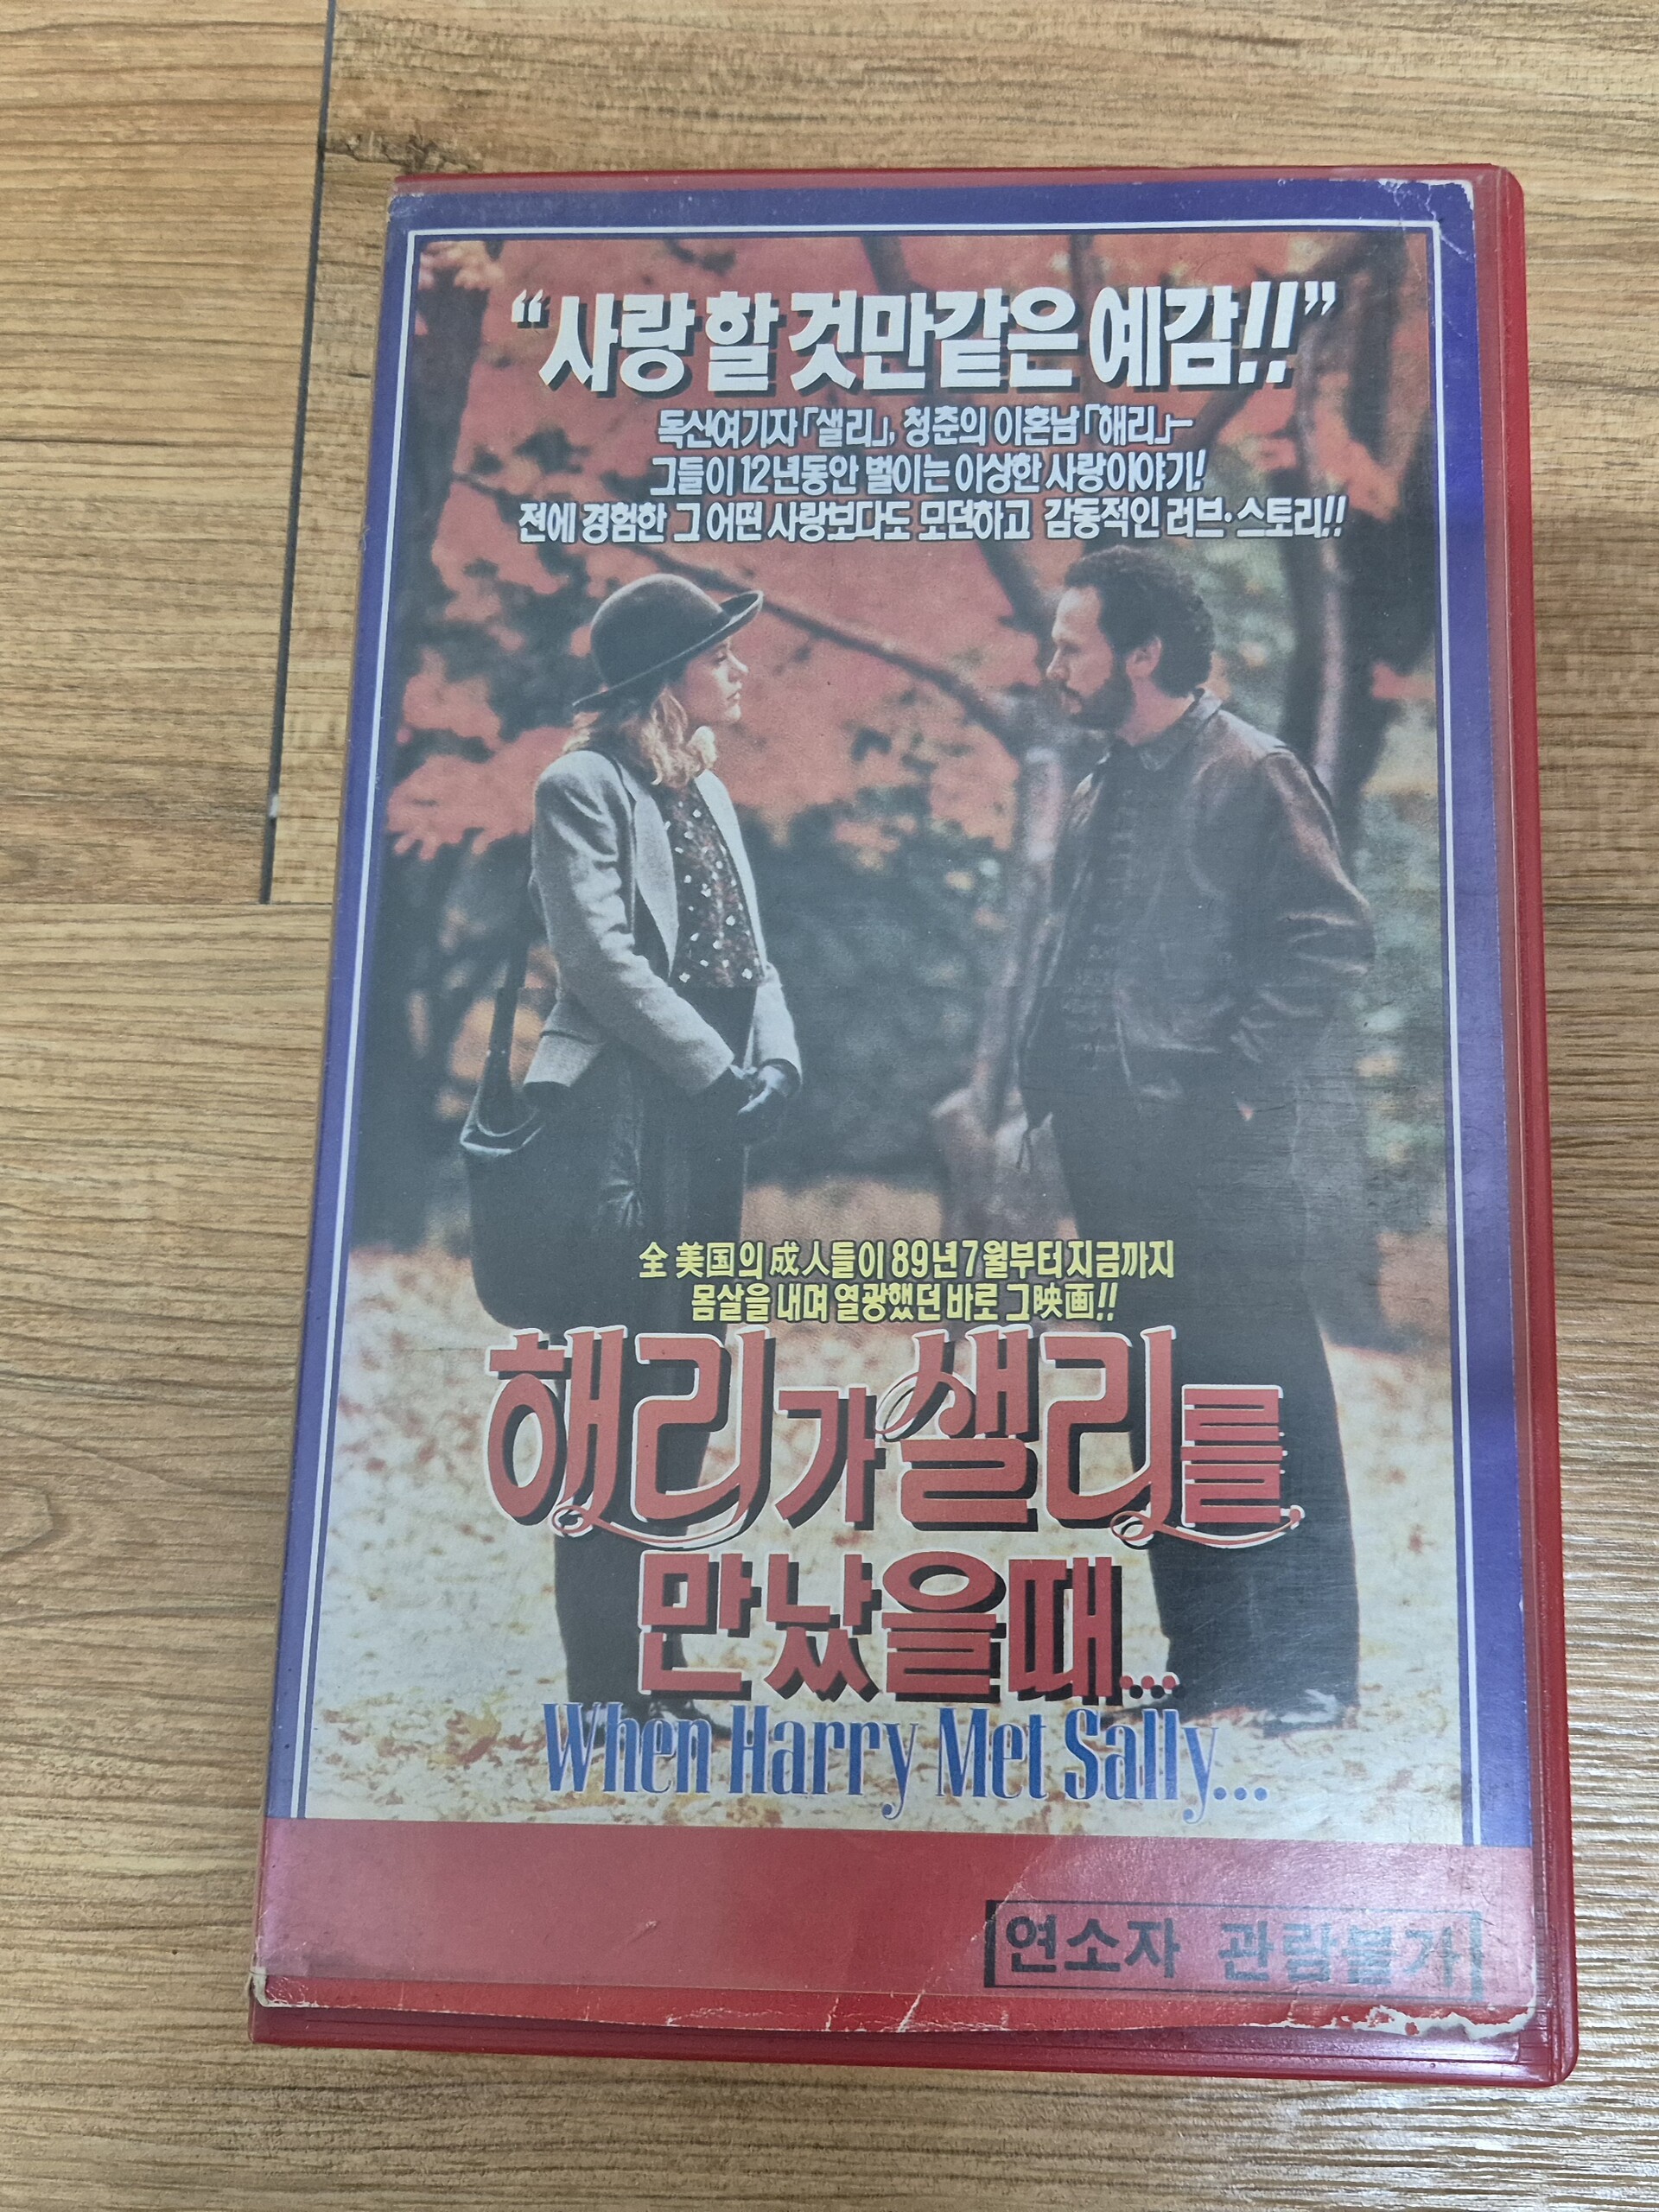 “사랑할 것만같은 예감!!”
독신여기자「샐리」, 청춘의 이혼남「해리」—
그들이 12년동안 벌이는 이상한 사랑이야기!
전에 경험한 그 어떤 사랑보다도 모던하고 감동적인 러브·스토리!!
全 美国의 成人들이 89년7월부터지금까지
몸살을 내며 열광했던 바로 그映画!!
해리가 샐리를
만났을때...
When Harry Met Sally...
연소자 관람불가